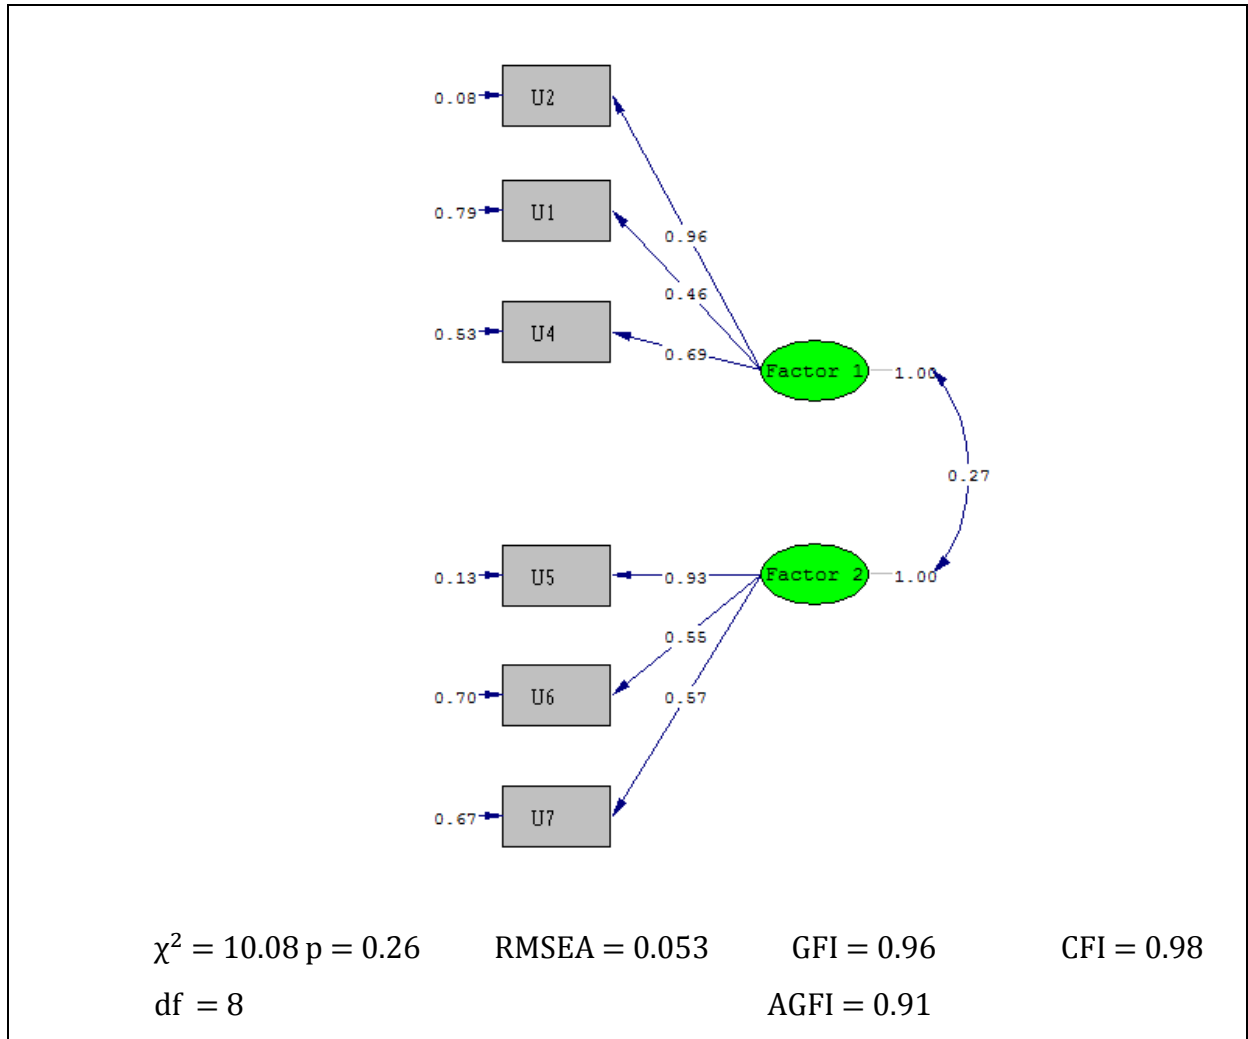 0.08 U2
0.96
0.79 U1
0.46
0.53 U4
0.69
Factor 1 1.00
0.27
0.13 U5 0.93 Factor 2 1.00
0.55
0.70 U6
0.57
0.67 U7
χ² = 10.08 p = 0.26 RMSEA = 0.053 GFI = 0.96 CFI = 0.98
df = 8 AGFI = 0.91